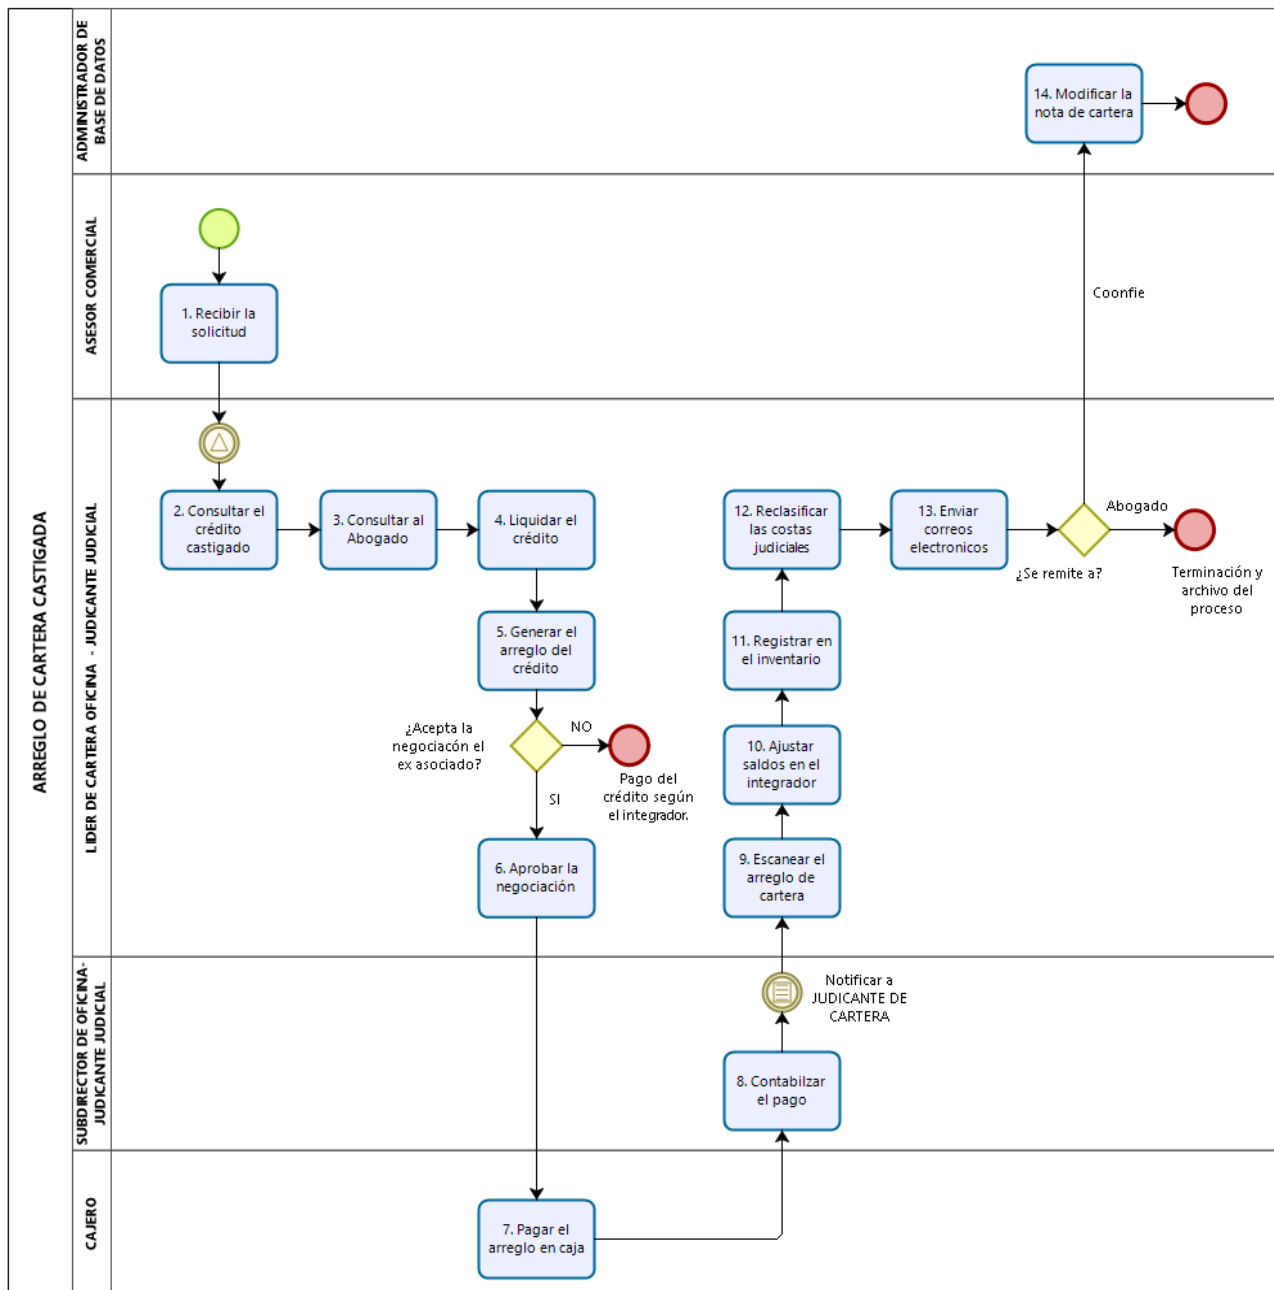 ARREGLO DE CARTERA CASTIGADA
ADMINISTRADOR DE
BASE DE DATOS
14. Modificar la
nota de cartera
ASESOR COMERCIAL
1. Recibir la
solicitud
Coonfie
LIDER DE CARTERA OFICINA - JUDICANTE JUDICIAL
2. Consultar el
crédito
castigado
3. Consultar al
Abogado
4. Liquidar el
crédito
5. Generar el
arreglo del
crédito
¿Acepta la
negociacón el
ex asociado?
NO
Pago del
crédito según
el integrador.
SI
6. Aprobar la
negociación
12. Reclasificar
las costas
judiciales
13. Enviar
correos
electronicos
¿Se remite a?
Abogado
Terminación y
archivo del
proceso
11. Registrar en
el inventario
10. Ajustar
saldos en el
integrador
9. Escanear el
arreglo de
cartera
SUBDIRECTOR DE OFICINA-
JUDICANTE JUDICIAL
Notificar a
JUDICANTE DE
CARTERA
8. Contabilzar
el pago
CAJERO
7. Pagar el
arreglo en caja